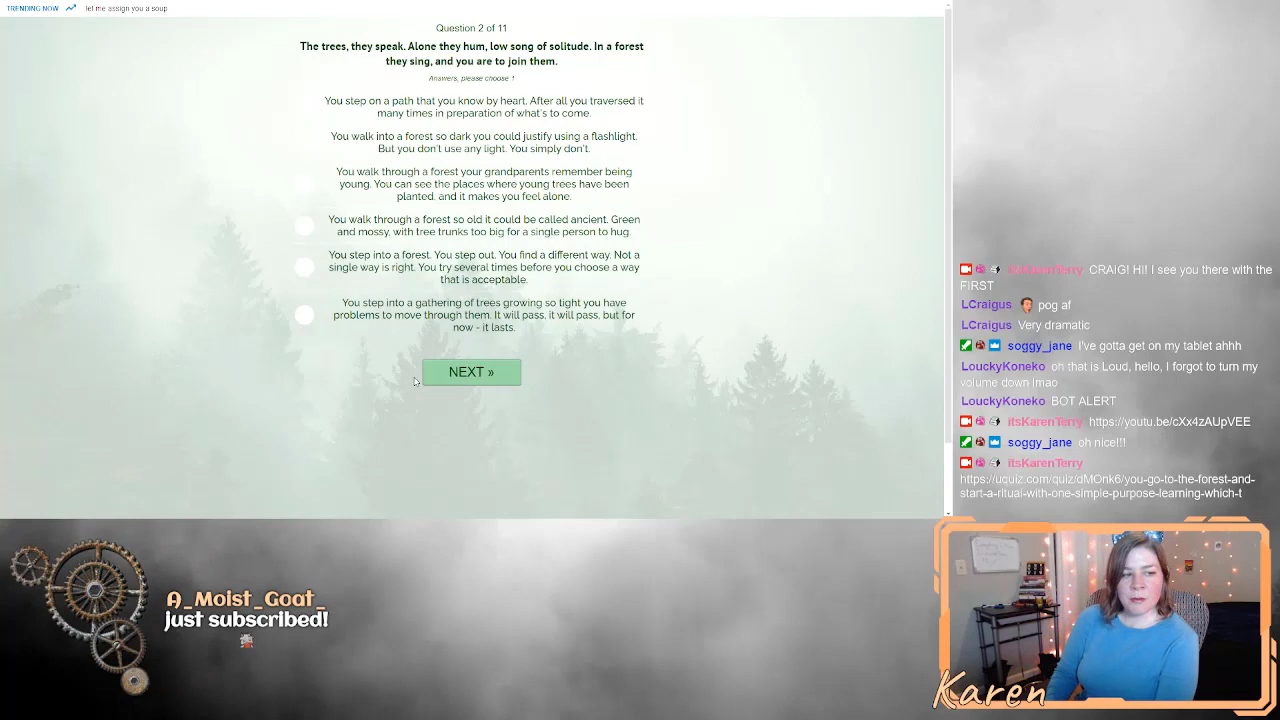 TRENDING NOW let me assign you a soup
Question 2 of 11
The trees, they speak. Alone they hum, low song of solitude. In a forest
they sing, and you are to join them.
Answers, please choose 1
You step on a path that you know by heart. After all you traversed it
many times in preparation of what's to come.
You walk into a forest so dark you could justify using a flashlight.
But you don't use any light. You simply don't.
You walk through a forest your grandparents remember being
young. You can see the places where young trees have been
planted, and it makes you feel alone.
You walk through a forest so old it could be called ancient. Green
and mossy, with tree trunks too big for a single person to hug.
You step into a forest. You step out. You find a different way. Not a
single way is right. You try several times before you choose a way
that is acceptable.
You step into a gathering of trees growing so tight you have
problems to move through them. It will pass, it will pass, but for
now - it lasts.
NEXT »
itsKarenTerry CRAIG! Hi! I see you there with the
FIRST
LCraigus pog af
LCraigus Very dramatic
soggy_jane I've gotta get on my tablet ahhh
LouckyKoneko oh that is Loud, hello, I forgot to turn my
volume down lmao
LouckyKoneko BOT ALERT
itsKarenTerry https://youtu.be/cXx4zAUpVEE
soggy_jane oh nice!!!
itsKarenTerry
https://uquiz.com/quiz/dMOnk6/you-go-to-the-forest-and-
start-a-ritual-with-one-simple-purpose-learning-which-t
A_Moist_Goat_
just subscribed!
Karen